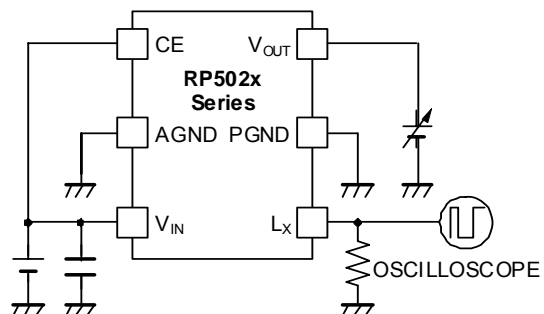 CE
VOUT
RP502x
Series
AGND
PGND
VIN
LX
OSCILLOSCOPE